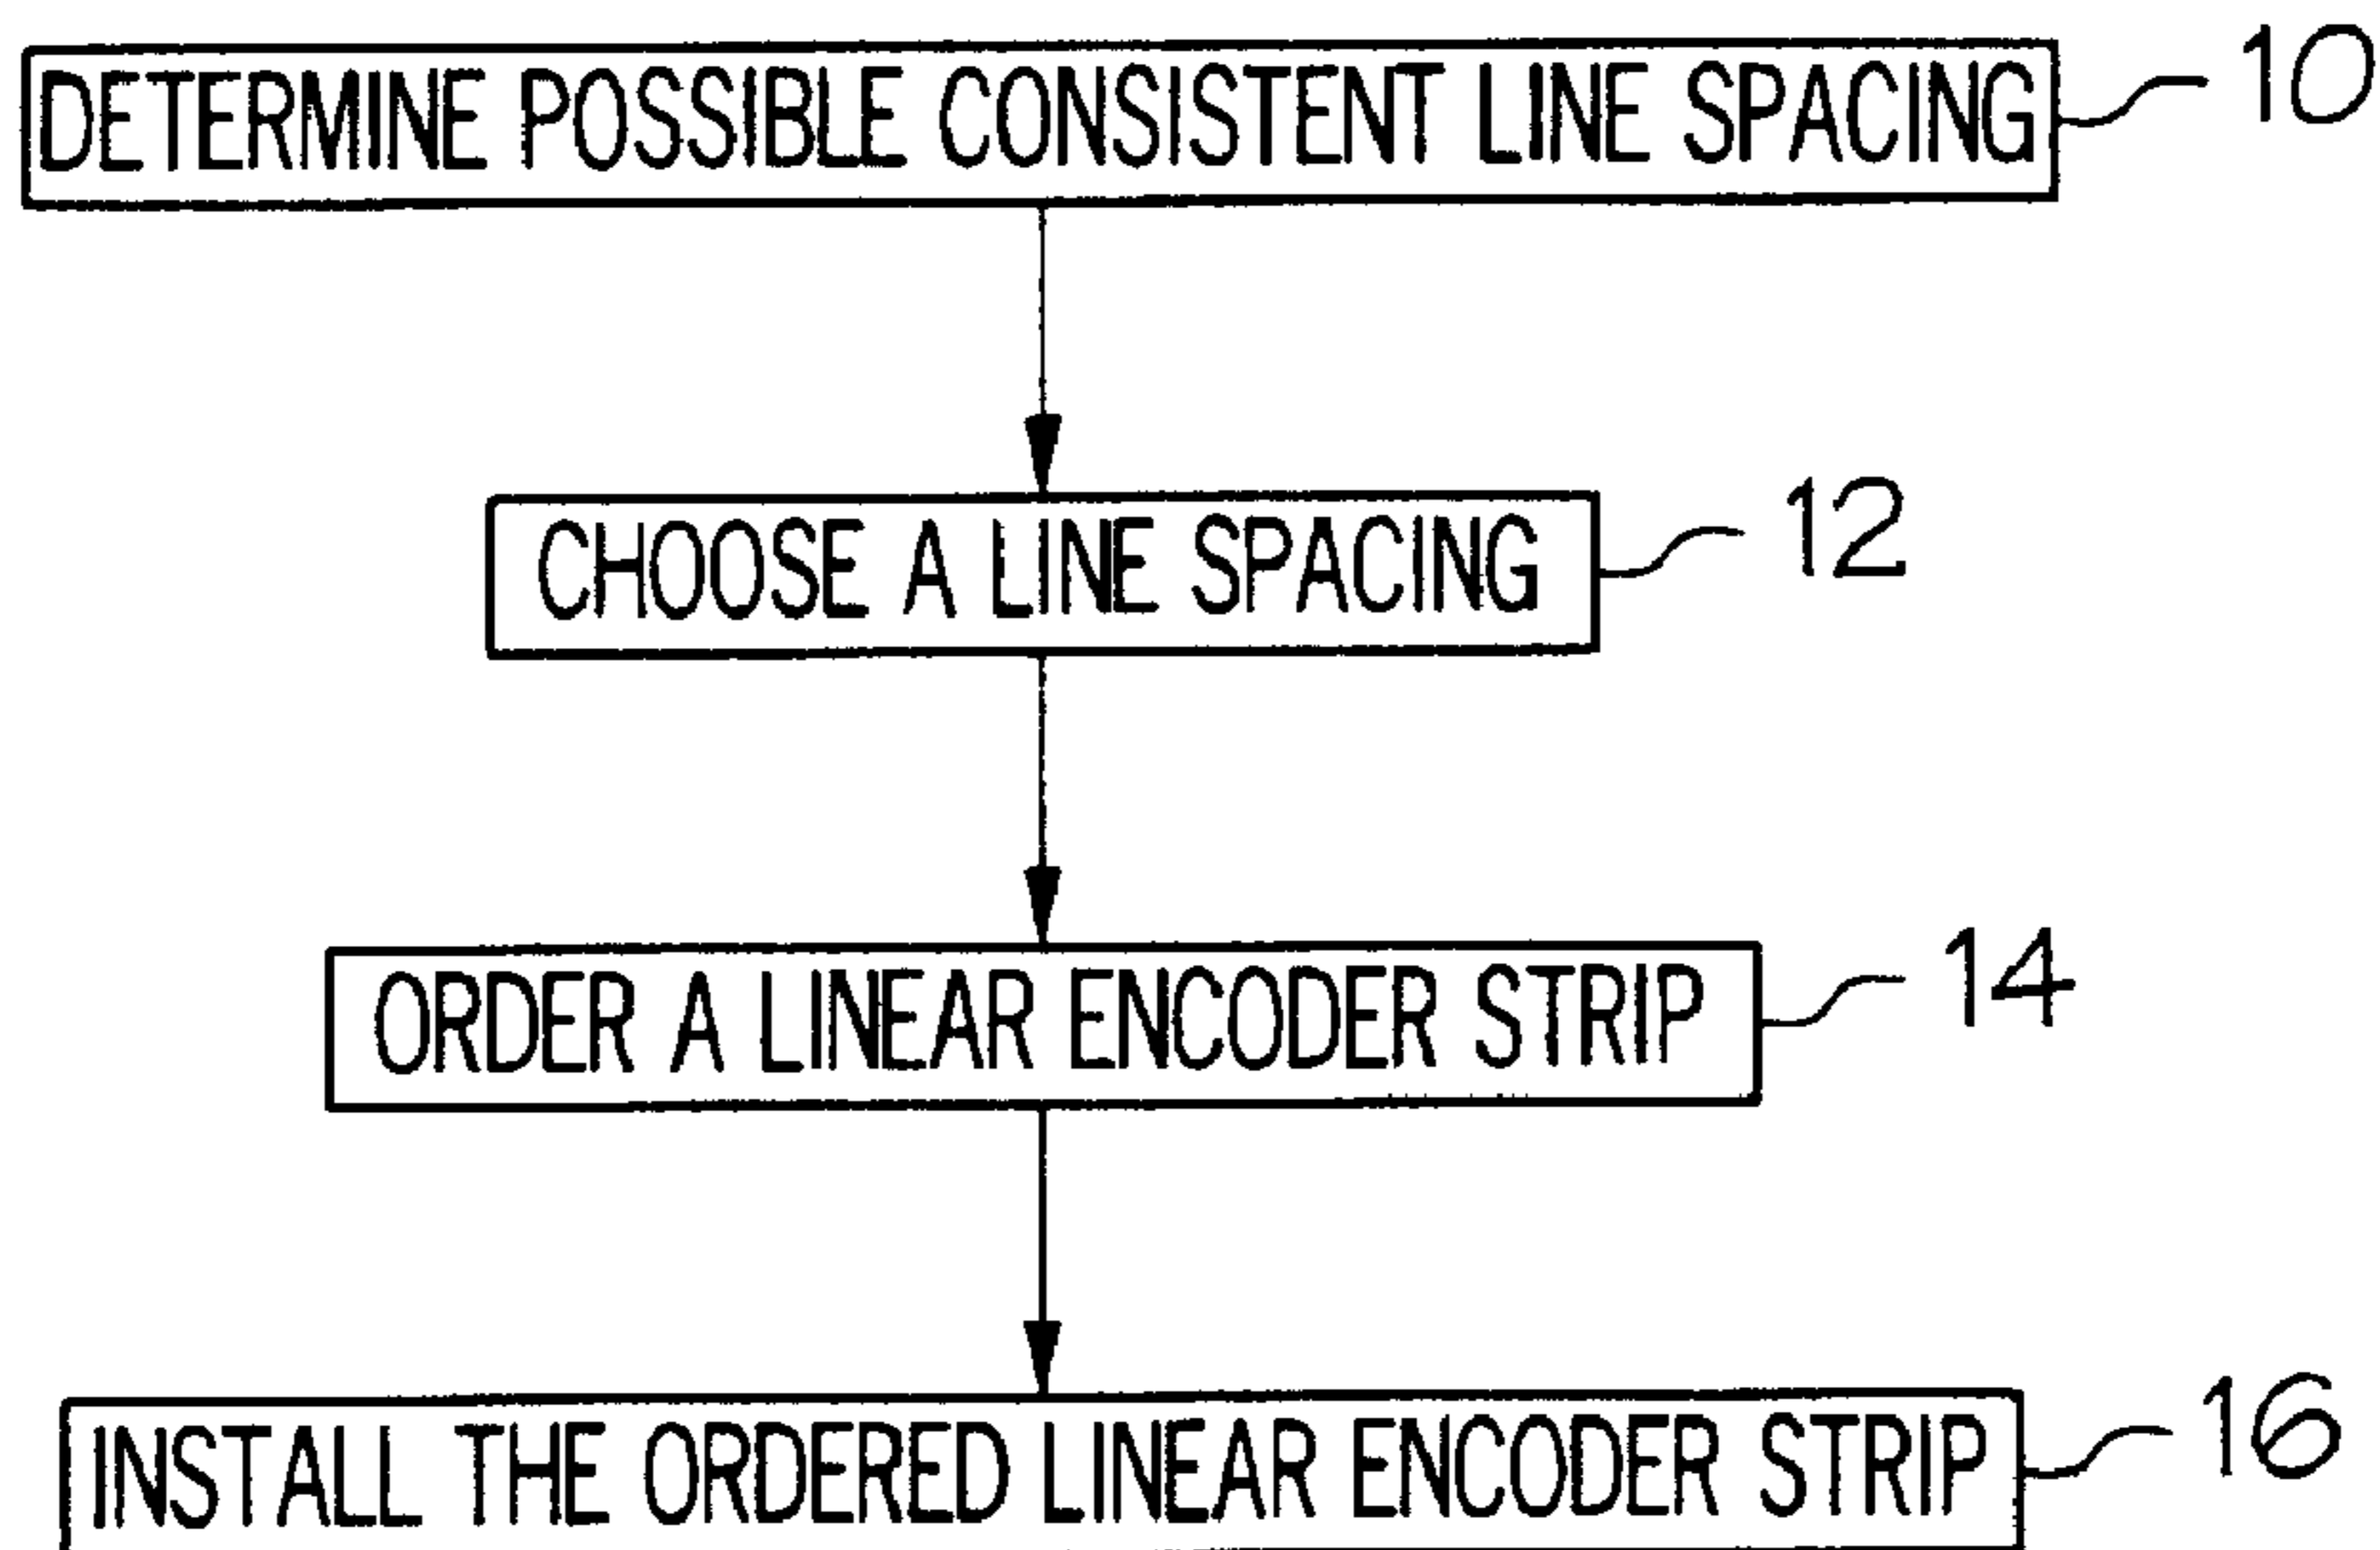 DETERMINE POSSIBLE CONSISTENT LINE SPACING 10
CHOOSE A LINE SPACING 12
ORDER A LINEAR ENCODER STRIP 14
INSTALL THE ORDERED LINEAR ENCODER STRIP 16